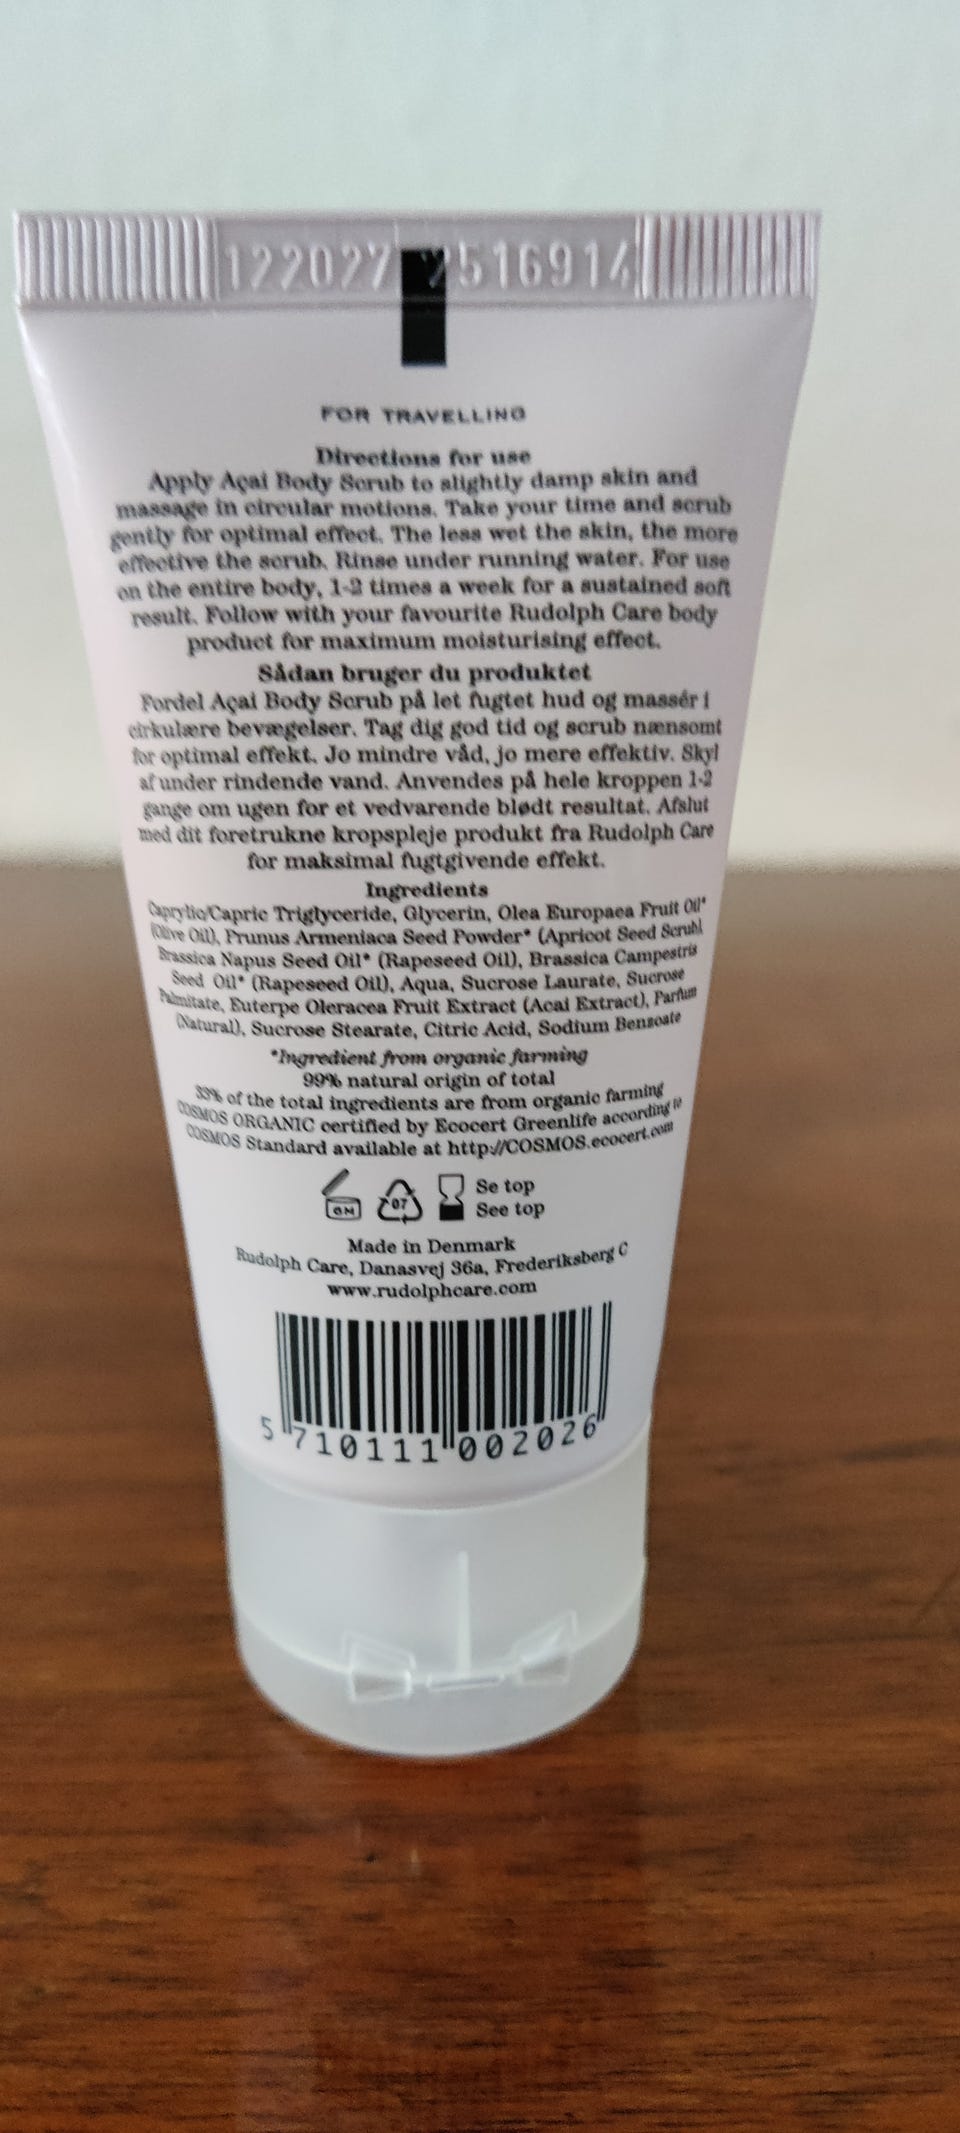 122027 2516914
FOR TRAVELLING
Directions for use
Apply Açai Body Scrub to slightly damp skin and
massage in circular motions. Take your time and scrub
gently for optimal effect. The less wet the skin, the more
effective the scrub. Rinse under running water. For use
on the entire body, 1-2 times a week for a sustained soft
result. Follow with your favourite Rudolph Care body
product for maximum moisturising effect.
Sådan bruger du produktet
Fordel Açai Body Scrub på let fugtet hud og massér i
cirkulære bevægelser. Tag dig god tid og scrub nænsomt
for optimal effekt. Jo mindre våd, jo mere effektiv. Skyl
af under rindende vand. Anvendes på hele kroppen 1-2
gange om ugen for et vedvarende blødt resultat. Afslut
med dit foretrukne kropspleje produkt fra Rudolph Care
for maksimal fugtgivende effekt.
Ingredients
Caprylic/Capric Triglyceride, Glycerin, Olea Europaea Fruit Oil*
(Olive Oil), Prunus Armeniaca Seed Powder* (Apricot Seed Scrub)
Brassica Napus Seed Oil* (Rapeseed Oil), Brassica Campestris
Seed Oil* (Rapeseed Oil), Aqua, Sucrose Laurate, Sucrose
Palmitate, Euterpe Oleracea Fruit Extract (Acai Extract), Parfum
(Natural), Sucrose Stearate, Citric Acid, Sodium Benzoate
*Ingredient from organic farming
99% natural origin of total
of the total ingredients are from organic farming
COSMOS ORGANIC certified by Ecocert Greenlife according to
COSMOS Standard available at http://COSMOS.ecocert.com
6M 07 Se top
See top
Made in Denmark
Rudolph Care, Danasvej 36a, Frederiksberg C
www.rudolphcare.com
5 710111 002026